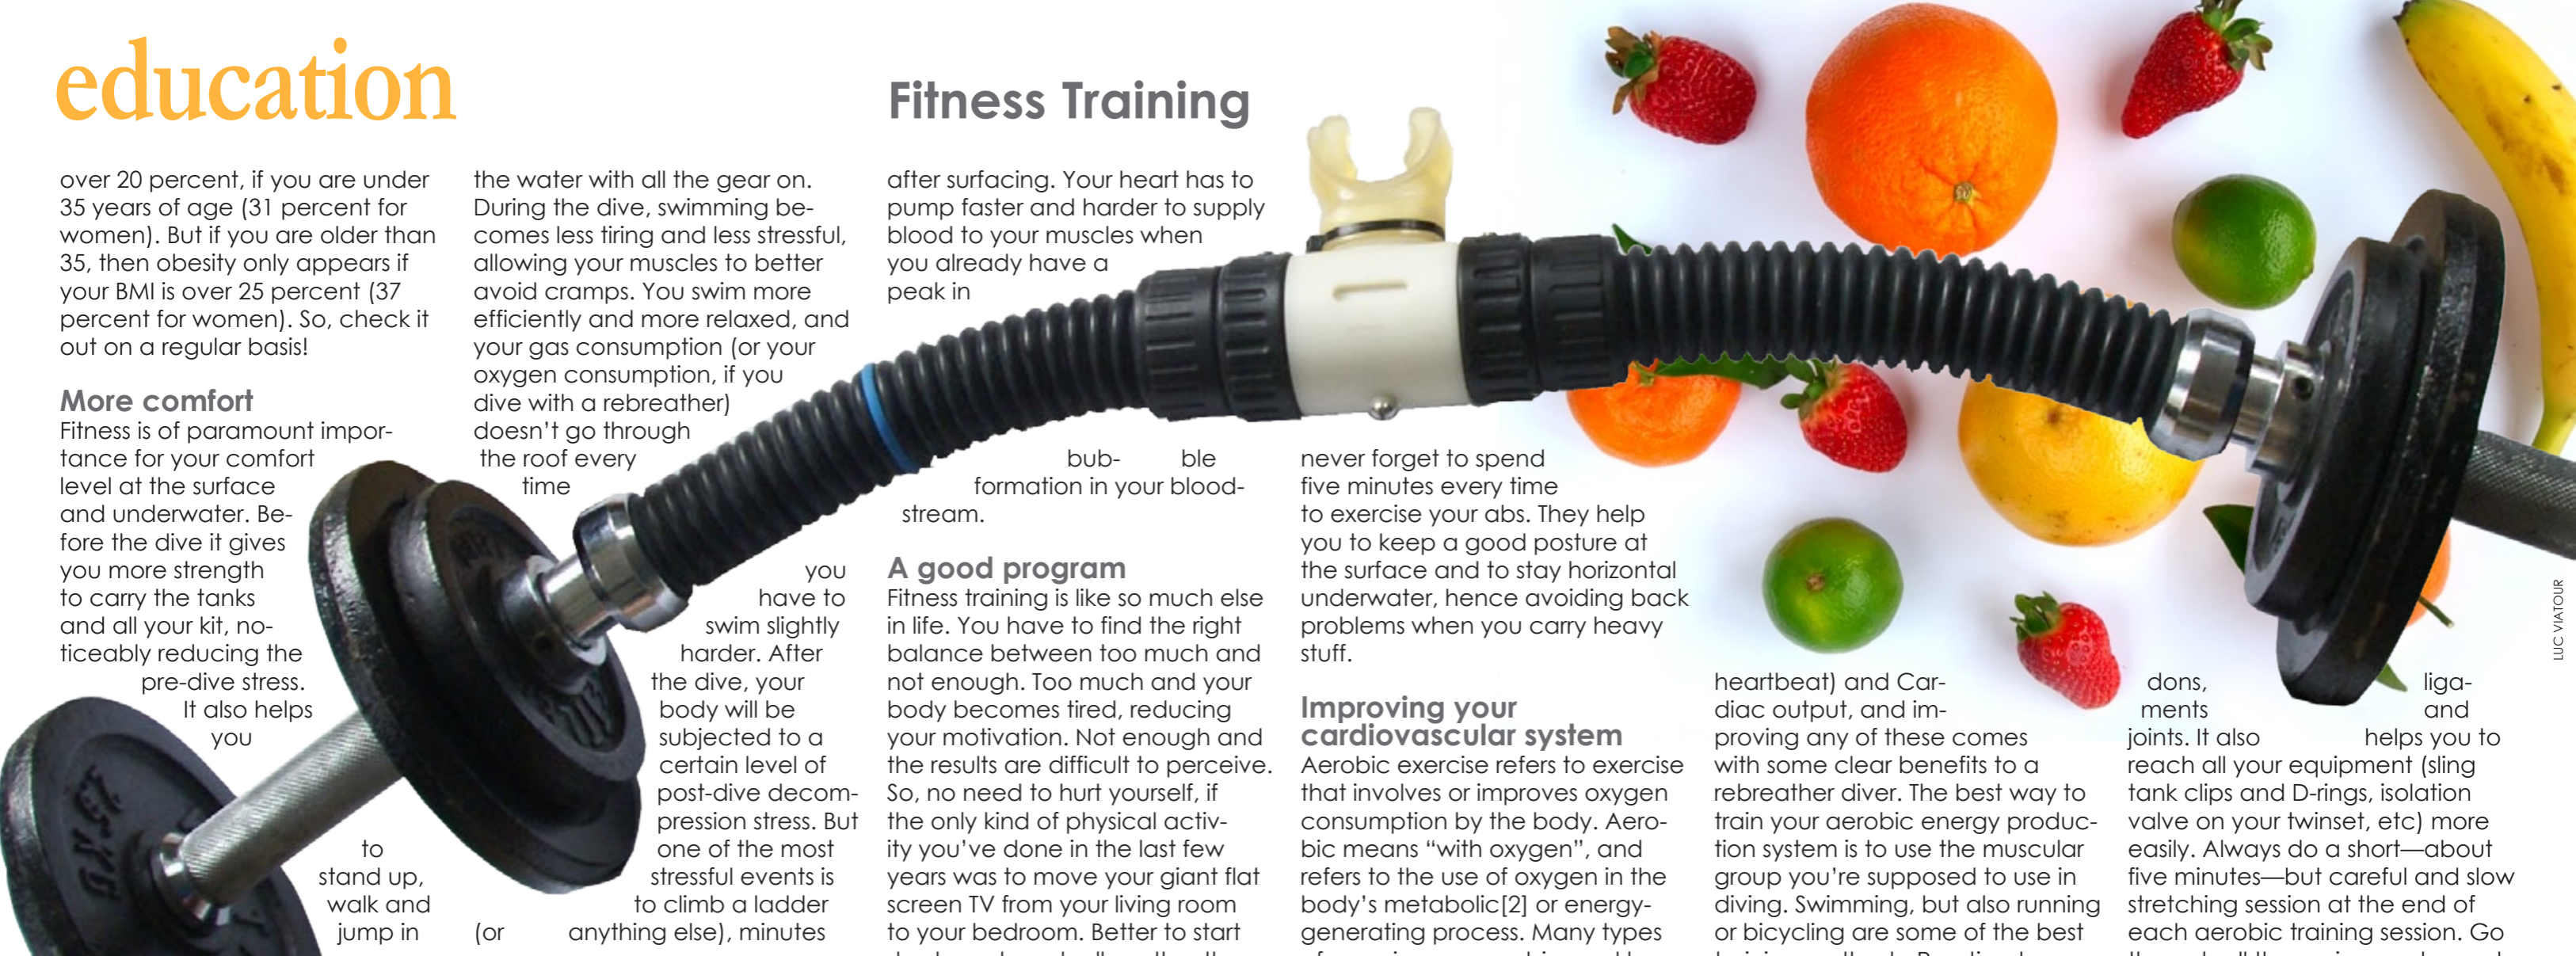 education
Fitness Training
over 20 percent, if you are under
35 years of age (31 percent for
women). But if you are older than
35, then obesity only appears if
your BMI is over 25 percent (37
percent for women). So, check it
out on a regular basis!
More comfort
Fitness is of paramount impor-
tance for your comfort
level at the surface
and underwater. Be-
fore the dive it gives
you more strength
to carry the tanks
and all your kit, no-
ticeably reducing the
pre-dive stress.
It also helps
you
to
stand up,
walk and
jump in
the water with all the gear on.
During the dive, swimming be-
comes less tiring and less stressful,
allowing your muscles to better
avoid cramps. You swim more
efficiently and more relaxed, and
your gas consumption (or your
oxygen consumption, if you
dive with a rebreather)
doesn't go through
the roof every
time
you
have to
swim slightly
harder. After
the dive, your
body will be
subjected to a
certain level of
post-dive decom-
pression stress. But
one of the most
stressful events is
to climb a ladder
(or anything else), minutes
after surfacing. Your heart has to
pump faster and harder to supply
blood to your muscles when
you already have a
peak in
bub- ble
formation in your blood-
stream.
A good program
Fitness training is like so much else
in life. You have to find the right
balance between too much and
not enough. Too much and your
body becomes tired, reducing
your motivation. Not enough and
the results are difficult to perceive.
So, no need to hurt yourself, if
the only kind of physical activ-
ity you've done in the last few
years was to move your giant flat
screen TV from your living room
to your bedroom. Better to start
never forget to spend
five minutes every time
to exercise your abs. They help
you to keep a good posture at
the surface and to stay horizontal
underwater, hence avoiding back
problems when you carry heavy
stuff.
Improving your
cardiovascular system
Aerobic exercise refers to exercise
that involves or improves oxygen
consumption by the body. Aero-
bic means “with oxygen”, and
refers to the use of oxygen in the
body's metabolic[2] or energy-
generating process. Many types
heartbeat) and Car-
diac output, and im-
proving any of these comes
with some clear benefits to a
rebreather diver. The best way to
train your aerobic energy produc-
tion system is to use the muscular
group you're supposed to use in
diving. Swimming, but also running
or bicycling are some of the best
dons, liga-
ments and
joints. It also helps you to
reach all your equipment (sling
tank clips and D-rings, isolation
valve on your twinset, etc) more
easily. Always do a short—about
five minutes—but careful and slow
stretching session at the end of
each aerobic training session. Go
LUC VIATOUR